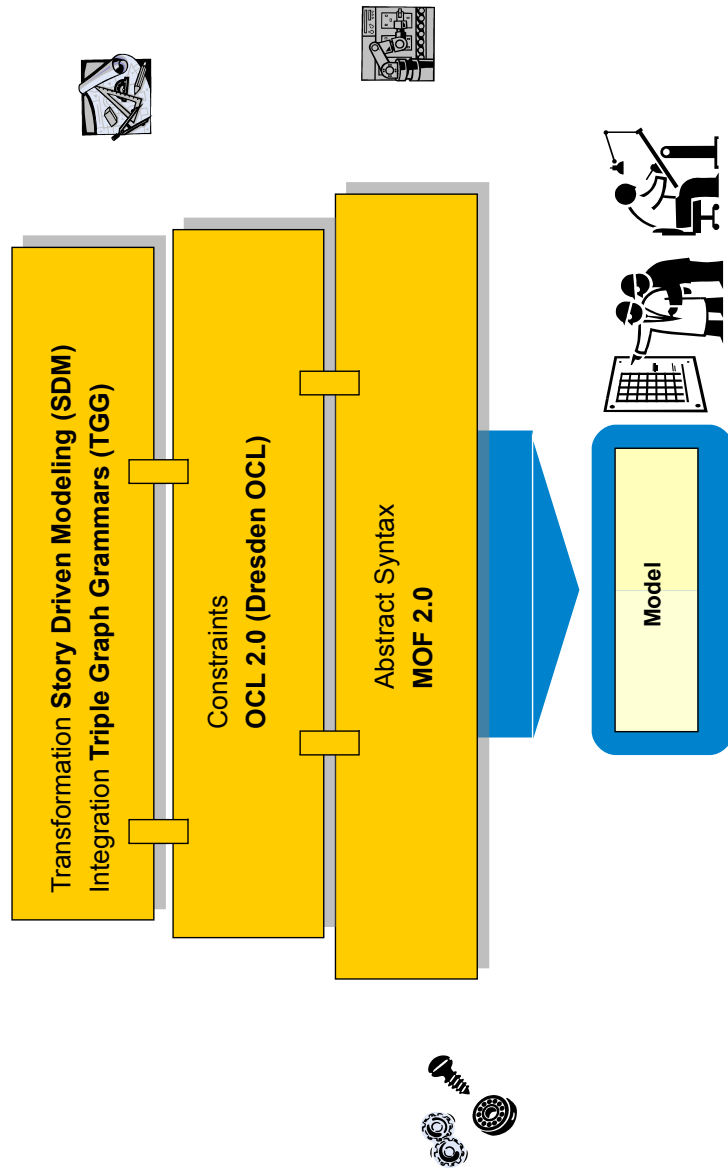 Transformation Story Driven Modeling (SDM)
Integration Triple Graph Grammars (TGG)
Constraints
OCL 2.0 (Dresden OCL)
Abstract Syntax
MOF 2.0
Model